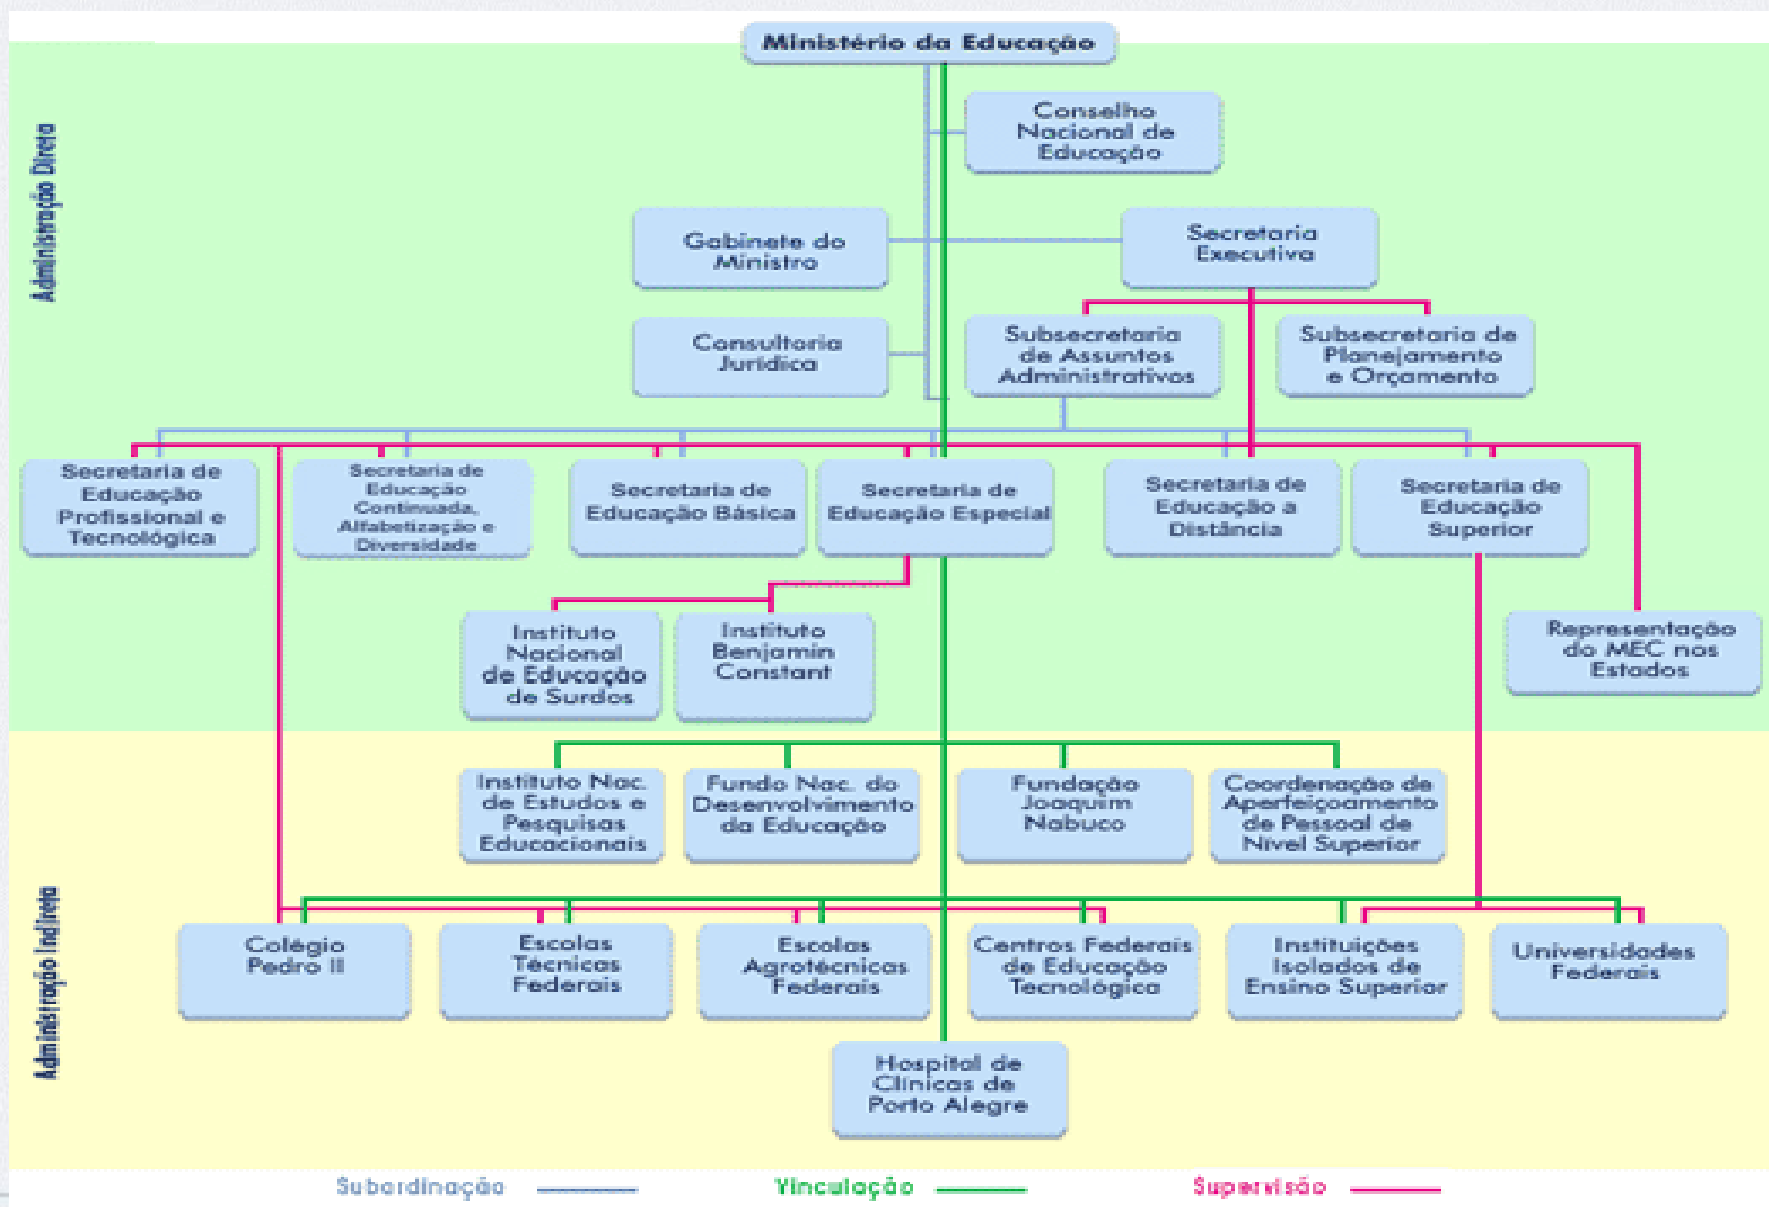 Ministério da Educação
Administração Direta
Conselho
Nacional de
Educação
Gabinete do
Ministro
Secretaria
Executiva
Consultoria
Jurídica
Subsecretaria
de Assuntos
Administrativos
Subsecretaria de
Planejamento
e Orçamento
Secretaria de
Educação
Profissional e
Tecnológica
Secretaria de
Educação
Continuada,
Alfabetização e
Diversidade
Secretaria de
Educação Básica
Secretaria de
Educação Especial
Secretaria de
Educação a
Distância
Secretaria de
Educação
Superior
Instituto
Nacional
de Educação
de Surdos
Instituto
Benjamin
Constant
Representação
do MEC nos
Estados
Administração Indireta
Instituto Nac.
de Estudos e
Pesquisas
Educacionais
Fundo Nac. do
Desenvolvimento
da Educação
Fundação
Joaquim
Nabuco
Coordenação de
Aperfeiçoamento
de Pessoal de
Nível Superior
Colégio
Pedro II
Escolas
Técnicas
Federais
Escolas
Agrotécnicas
Federais
Centros Federais
de Educação
Tecnológica
Instituições
Isolados de
Ensino Superior
Universidades
Federais
Hospital de
Clínicas de
Porto Alegre
Subordinação
Vinculação
Supervisão